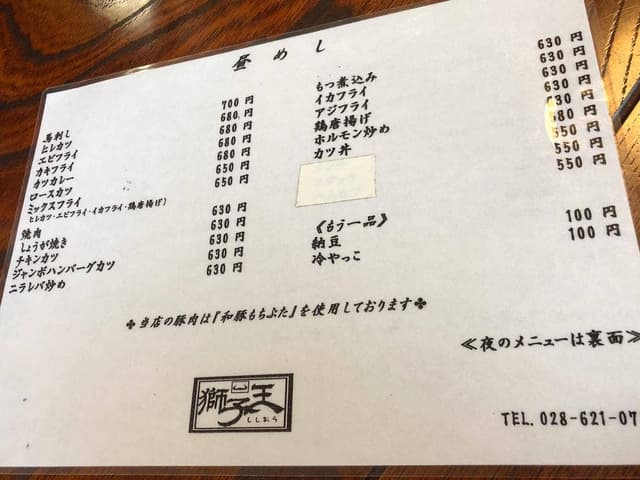 昼めし
馬刺し
ヒレカツ
エビフライ
カキフライ
カツカレー
ロースカツ
ミックスフライ
ヒレカツ・エビフライ・イカフライ・鶏唐揚げ)
焼肉
しょうが焼き
チキンカツ
ジャンボハンバーグカツ
ニラレバ炒め
700 円
680 円
680 円
680 円
680 円
650 円
650 円
630 円
630 円
630 円
630 円
630 円
もつ煮込み
イカフライ
アジフライ
鶏唐揚げ
ホルモン炒め
カツ丼
630 円
630 円
630 円
630 円
680 円
680 円
550 円
550 円
550 円
《もう一品》
納豆 100 円
冷やっこ 100 円
✤当店の豚肉は『和豚もちぶた』を使用しております✤
≪夜のメニューは裏面
獅子王
ししおう
TEL. 028-621-07